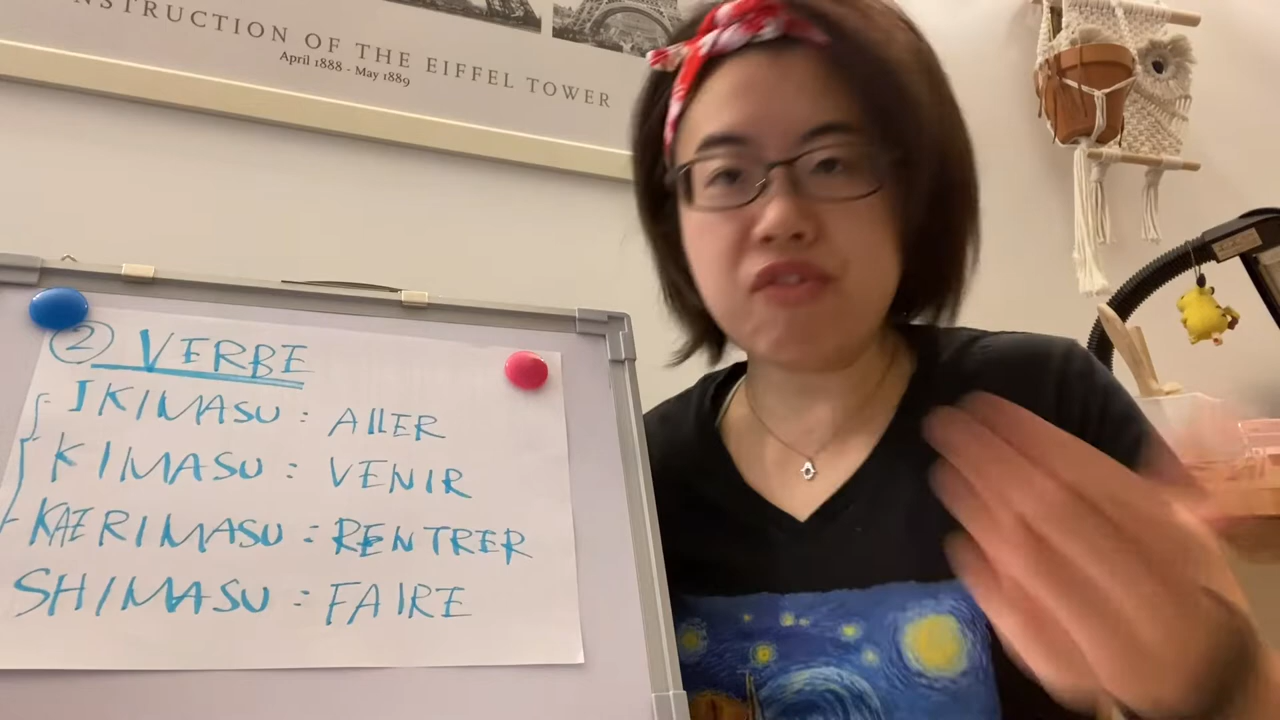 NSTRUCTION OF THE EIFFEL TOWER
April 1888 - May 1889
② VERBE
IKIMASU : ALLER
KIMASU : VENIR
KAERIMASU : RENTRER
SHIMASU : FAIRE